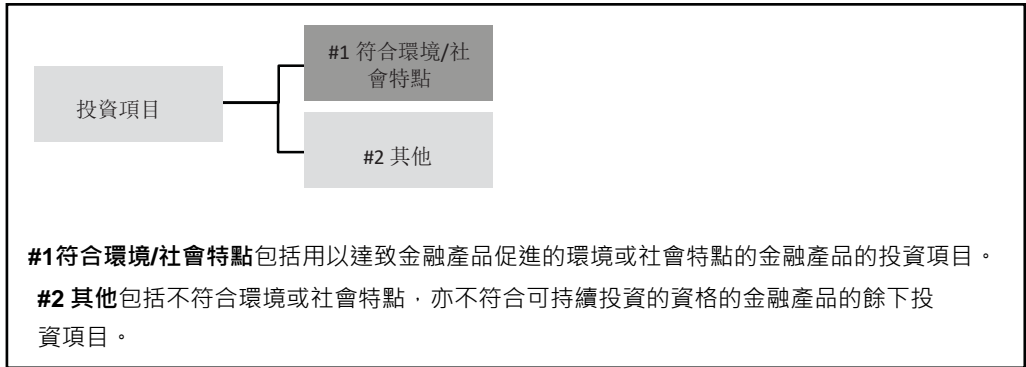 #1 符合環境/社
會特點
投資項目
#2 其他
#1符合環境/社會特點包括用以達致金融產品促進的環境或社會特點的金融產品的投資項目。
#2 其他包括不符合環境或社會特點，亦不符合可持續投資的資格的金融產品的餘下投
資項目。